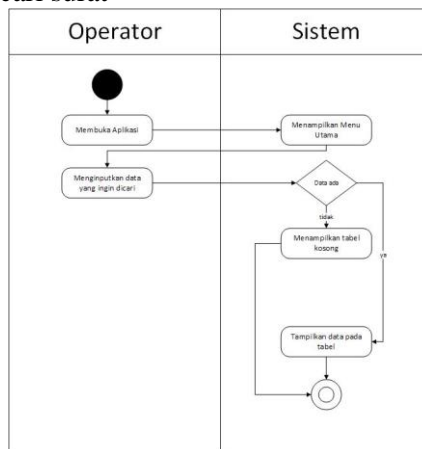 Operator
Sistem
Membuka Aplikasi
Menampilkan Menu
Utama
Menginputkan data
yang ingin dicari
Data ada
tidak
ya
Menampilkan tabel
kosong
Tampilkan data pada
tabel